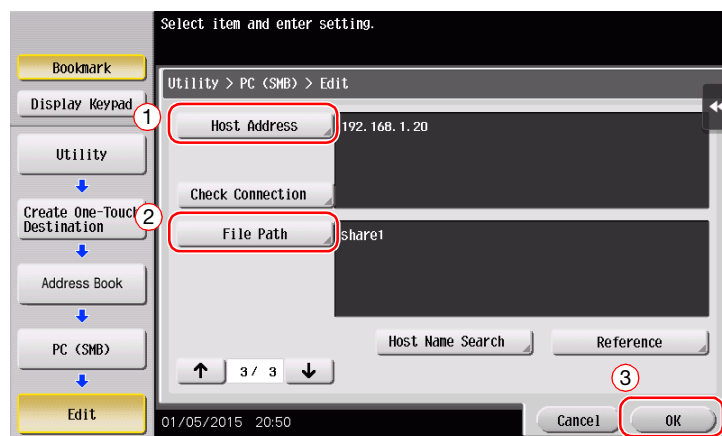 Select item and enter setting.
Bookmark
Display Keypad
Utility > PC (SMB) > Edit
1
Host Address
192.168.1.20
Utility
Check Connection
Create One-Touch
Destination
2
File Path
share1
Address Book
PC (SMB)
Host Name Search
Reference
3/ 3
3
Edit
01/05/2015 20:50
Cancel
OK